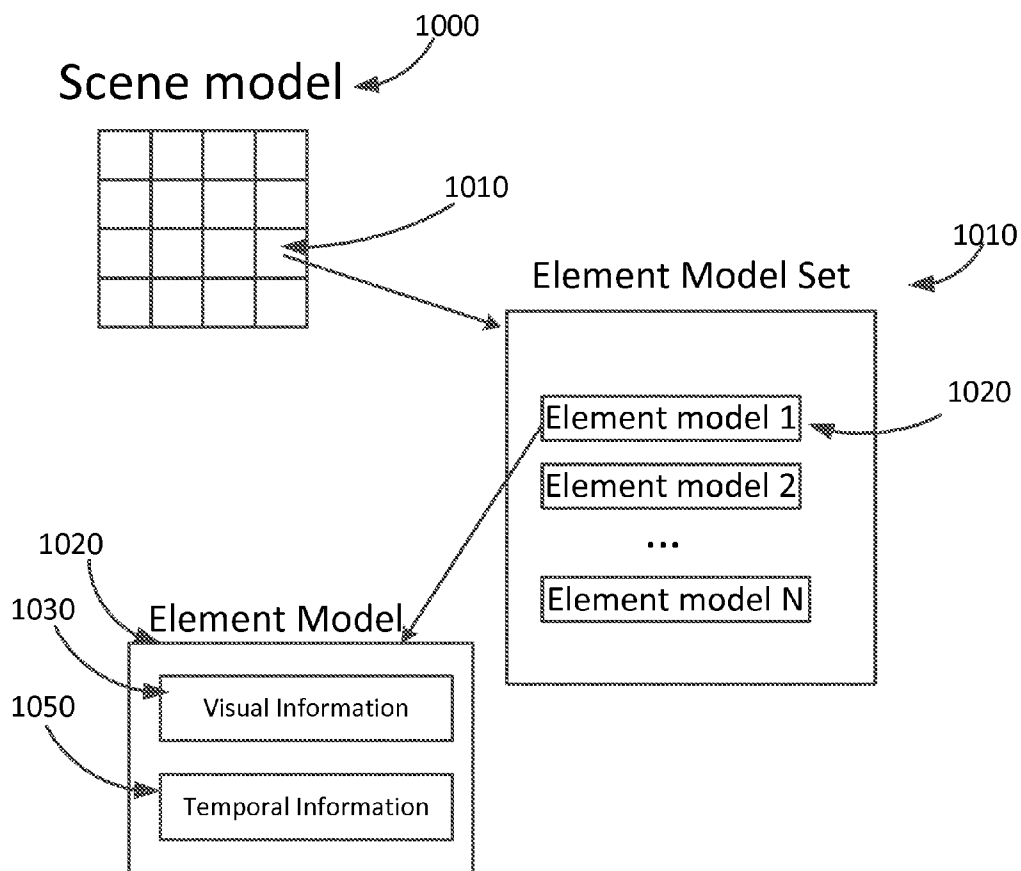 1000
Scene model
1010
1010
Element Model Set
Element model 1
1020
Element model 2
...
Element model N
1020
Element Model
1030
Visual Information
1050
Temporal Information